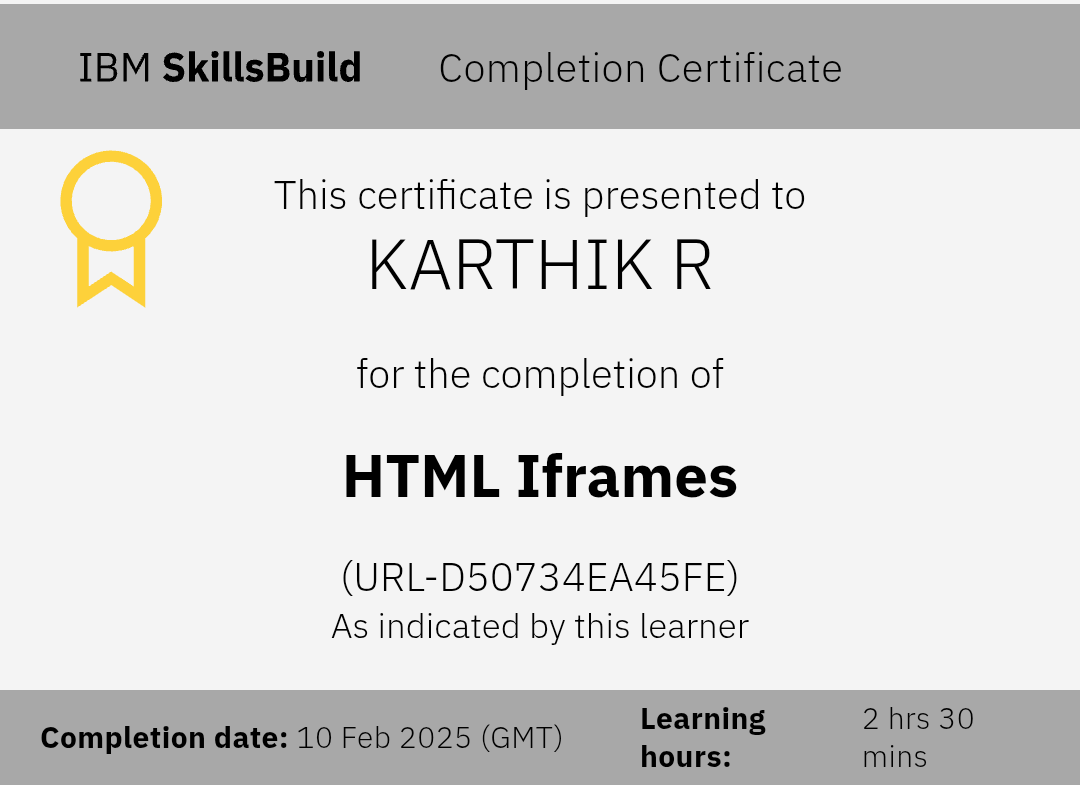 IBM SkillsBuild Completion Certificate
This certificate is presented to
KARTHIK R
for the completion of
HTML Iframes
(URL-D50734EA45FE)
As indicated by this learner
Completion date: 10 Feb 2025 (GMT)
Learning hours:
2 hrs 30 mins